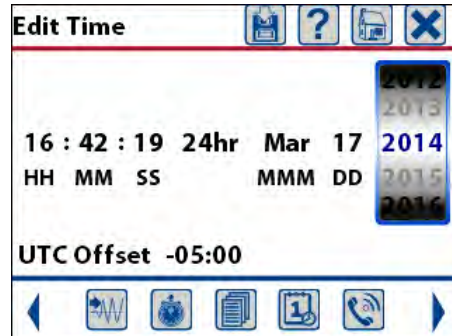 Edit Time
?
2012
2013
16 : 42 : 19 24hr Mar 17 2014
HH MM SS MMM DD 2015
2016
UTC Offset -05:00
1